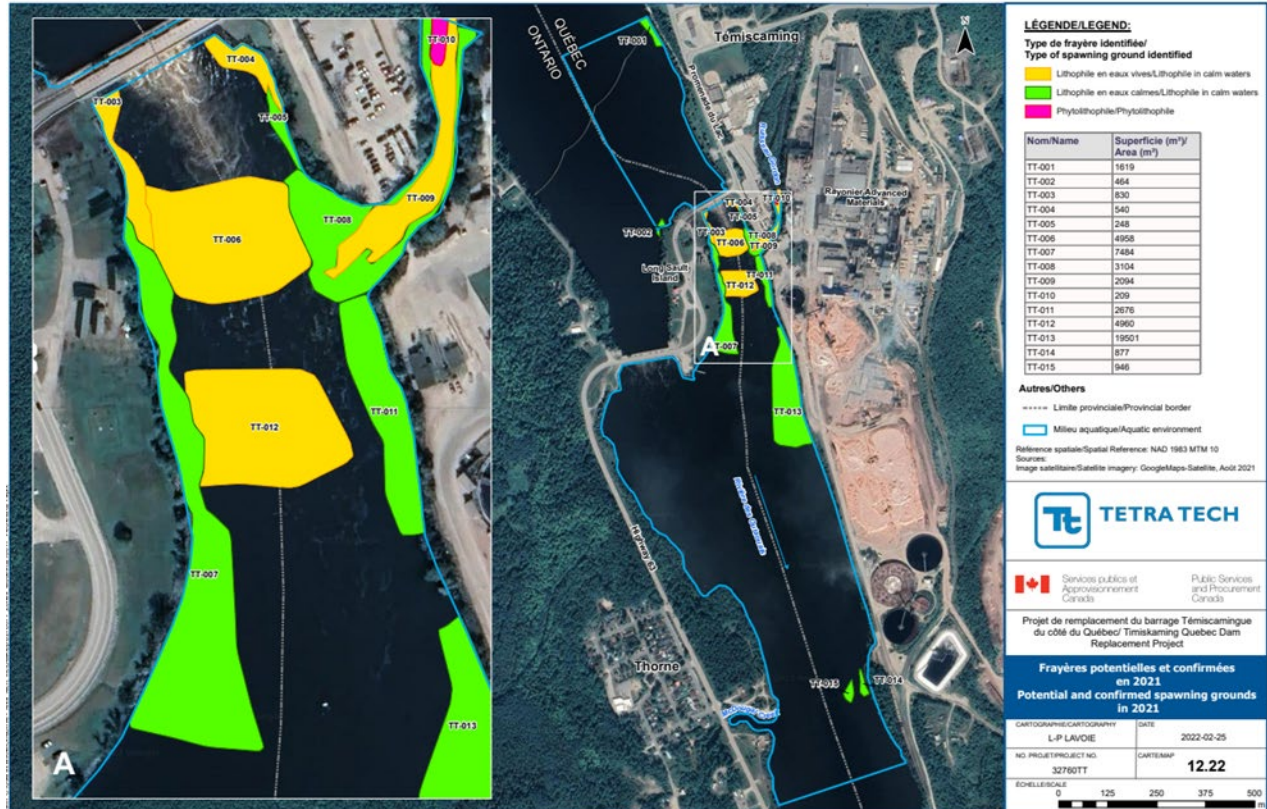 TT-003
TT-004
TT-005
TT-010
TT-009
TT-008
TT-006
TT-012
TT-011
TT-007
TT-013
A
QUÉBEC
ONTARIO
TT-001
Témiscaming
Promenade du Lac
N
TT-004
TT-010
TT-005
TT-002
TT-003
TT-008
TT-006
TT-009
Rayonier Advanced
Materials
Long Sault
Island
TT-011
TT-012
TT-007
A
TT-013
Highway 63
Thorne
TT-015
TT-014
LÉGENDE/LEGEND:
Type de frayère identifiée/
Type of spawning ground identified
Lithophile en eaux vives/Lithophile in calm waters
Lithophile en eaux calmes/Lithophile in calm waters
Phytolithophile/Phytolithophile
Nom/Name Superficie (m²)/
Area (m²)
TT-001 1619
TT-002 464
TT-003 830
TT-004 540
TT-005 248
TT-006 4958
TT-007 7484
TT-008 3104
TT-009 2094
TT-010 209
TT-011 2676
TT-012 4960
TT-013 19501
TT-014 877
TT-015 946
Autres/Others
Limite provinciale/Provincial border
Milieu aquatique/Aquatic environment
Référence spatiale/Spatial Reference: NAD 1983 MTM 10
Sources:
Image satellitaire/Satellite imagery: GoogleMaps-Satellite, Août 2021
Tt TETRA TECH
Services publics et
Approvisionnement
Canada
Public Services
and Procurement
Canada
Projet de remplacement du barrage Témiscamingue
du côté du Québec/ Timiskaming Quebec Dam
Replacement Project
Frayères potentielles et confirmées
en 2021
Potential and confirmed spawning grounds
in 2021
CARTOGRAPHIE/CARTOGRAPHY DATE
L-P LAVOIE 2022-02-25
NO. PROJET/PROJECT NO. CARTE/MAP
32760TT 12.22
ÉCHELLE/SCALE
0 125 250 375 500
m